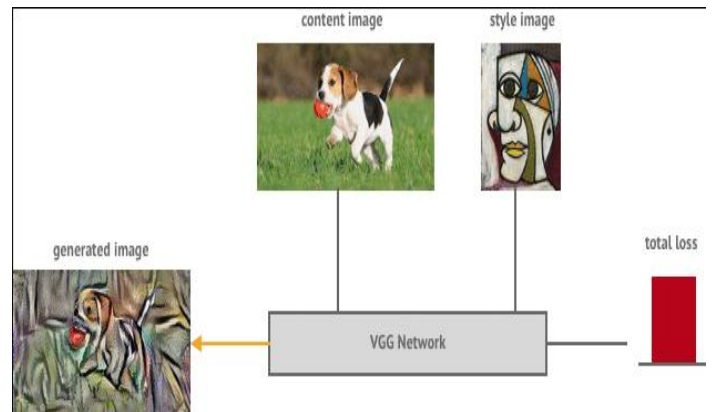 content image
style image
generated image
total loss
VGG Network